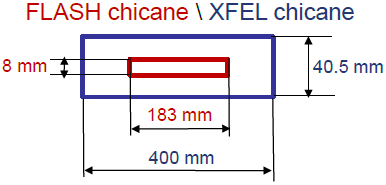 FLASH chicane \ XFEL chicane
8 mm
40.5 mm
183 mm
400 mm